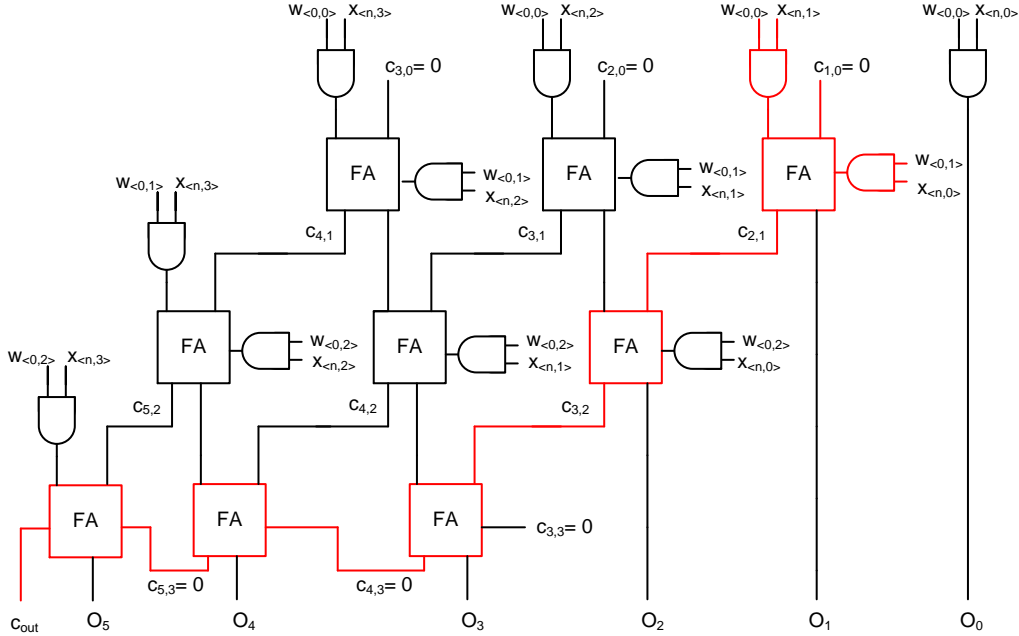 W<0,0> X<n,3> W<0,0> X<n,2> W<0,0> X<n,1> W<0,0> X<n,0>
c3,0= 0 c2,0= 0 c1,0= 0
FA FA FA
W<0,1> X<n,2> W<0,1> X<n,1> W<0,1> X<n,0>
W<0,1> X<n,3>
c4,1 c3,1 c2,1
FA FA FA
W<0,2> X<n,2> W<0,2> X<n,1> W<0,2> X<n,0>
W<0,2> X<n,3>
c5,2 c4,2 c3,2
FA FA FA
c3,3= 0
c5,3= 0 c4,3= 0
cout O5 O4 O3 O2 O1 O0